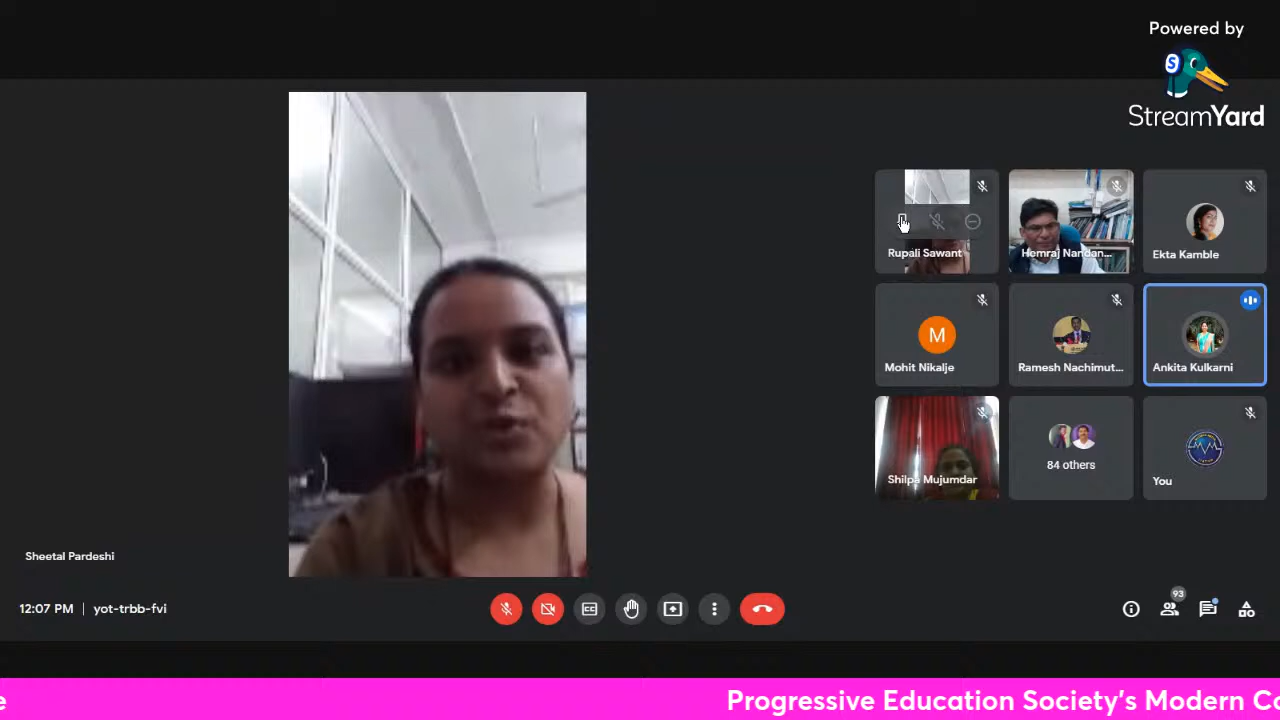 Powered by
S
StreamYard
Rupali Sawant
Hemraj Nandan...
Ekta Kamble
M
Mohit Nikalje
Ramesh Nachimut...
Ankita Kulkarni
Shilpa Mujumdar
84 others
You
Sheetal Pardeshi
12:07 PM | yot-trbb-fvi
93
e
Progressive Education Society's Modern Co